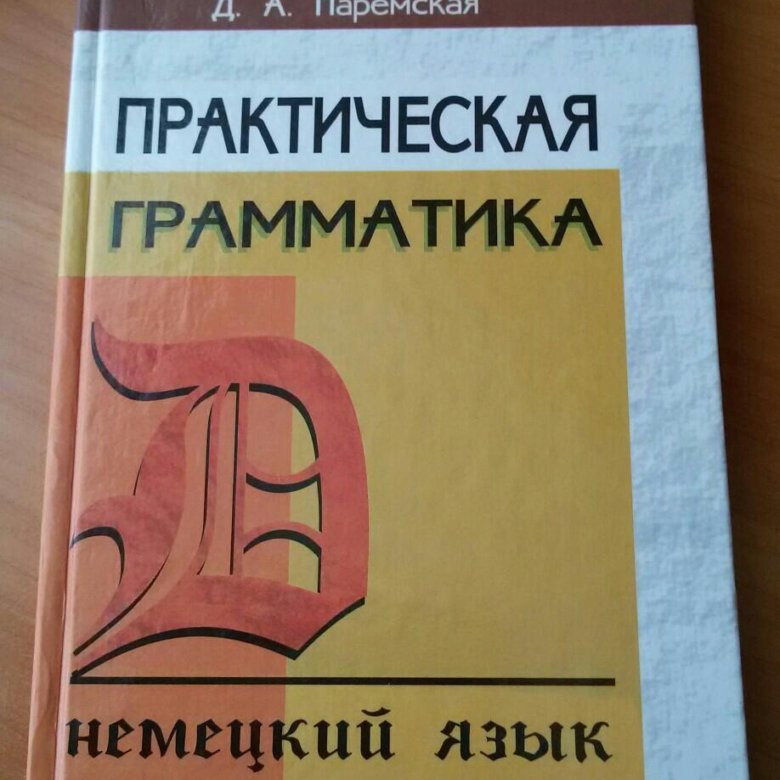 Д. А. Паремская
ПРАКТИЧЕСКАЯ
ГРАММАТИКА
D
немецкий язык